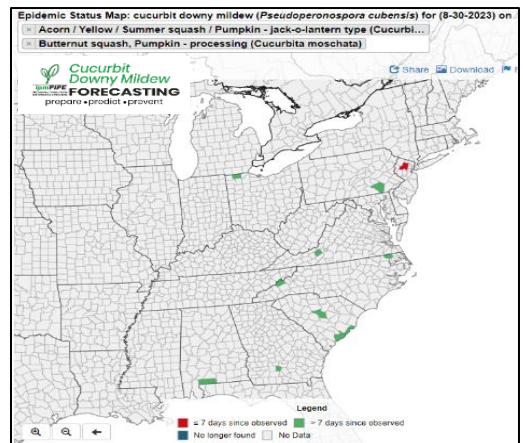 Epidemic Status Map: cucurbit downy mildew (Pseudoperonospora cubensis) for (8-30-2023) on
× Acorn / Yellow / Summer squash / Pumpkin - jack-o-lantern type (Cucurbi...
× Butternut squash, Pumpkin - processing (Cucurbita moschata)
Share Download
Cucurbit
Downy Mildew
ipmPIPE FORECASTING
prepare • predict • prevent
Legend
≤ 7 days since observed > 7 days since observed
No longer found No Data